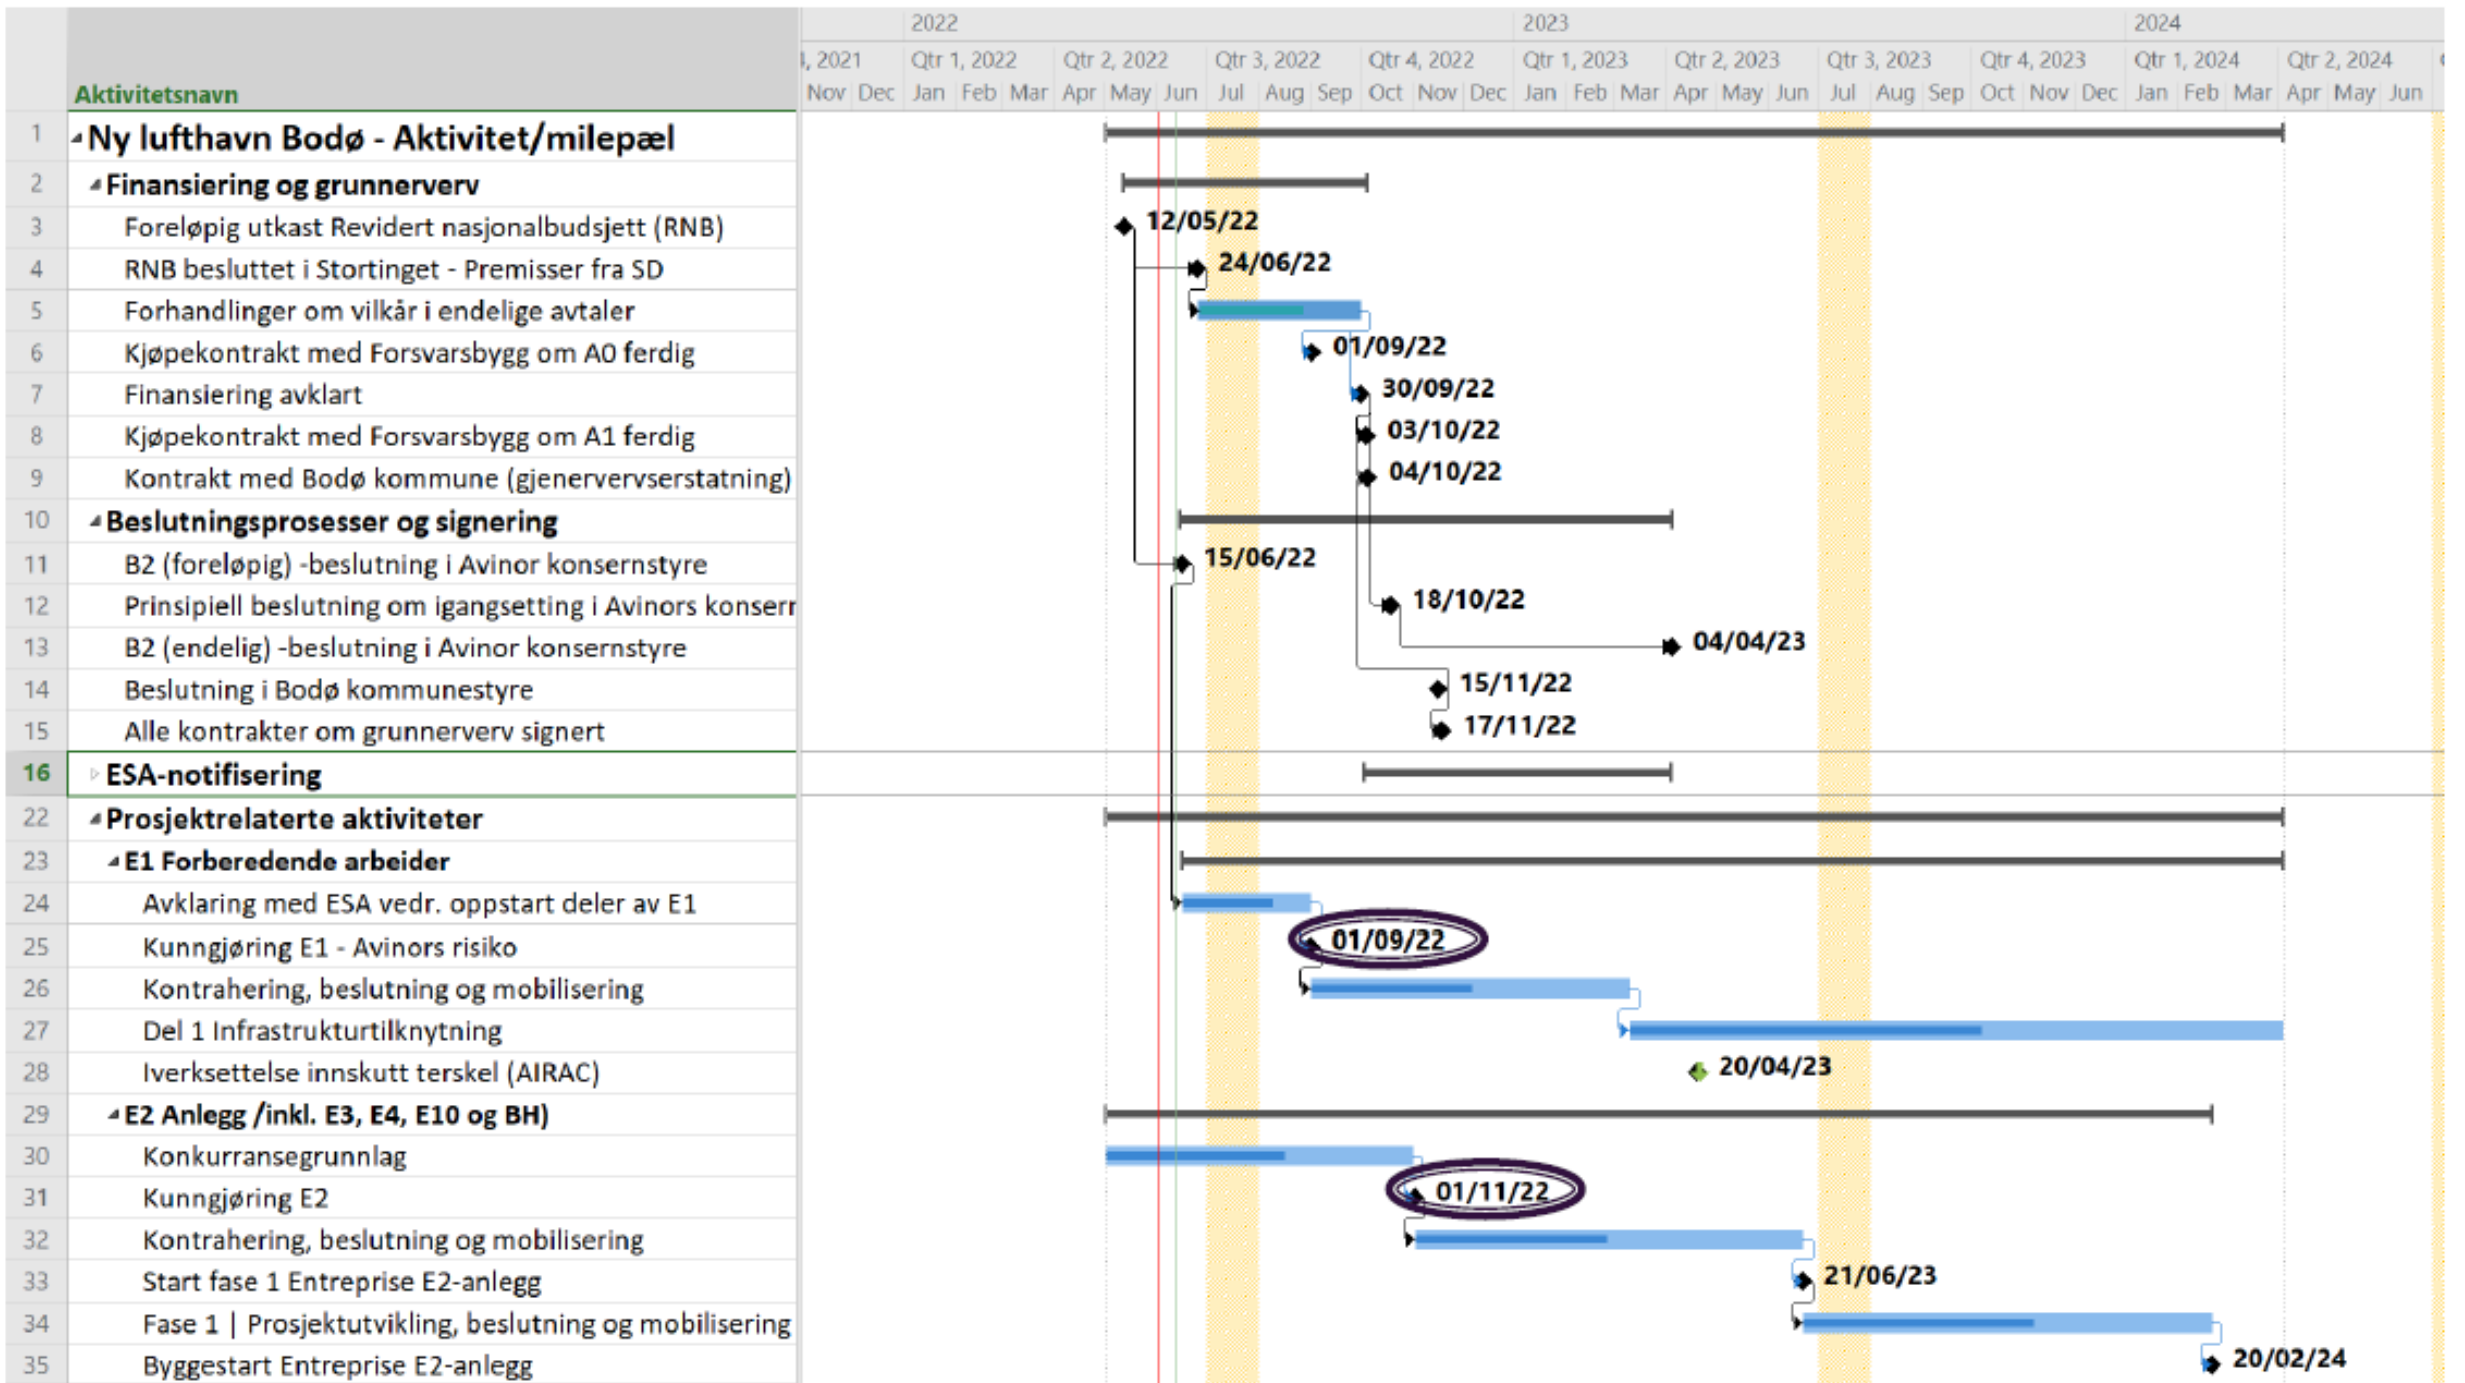 2022 2023 2024
, 2021 Qtr 1, 2022 Qtr 2, 2022 Qtr 3, 2022 Qtr 4, 2022 Qtr 1, 2023 Qtr 2, 2023 Qtr 3, 2023 Qtr 4, 2023 Qtr 1, 2024 Qtr 2, 2024
Aktivitetsnavn Nov Dec Jan Feb Mar Apr May Jun Jul Aug Sep Oct Nov Dec Jan Feb Mar Apr May Jun Jul Aug Sep Oct Nov Dec Jan Feb Mar Apr May Jun
1 Ny lufthavn Bodø - Aktivitet/milepæl
2 Finansiering og grunnerverv
3 Foreløpig utkast Revidert nasjonalbudsjett (RNB) 12/05/22
4 RNB besluttet i Stortinget - Premisser fra SD 24/06/22
5 Forhandlinger om vilkår i endelige avtaler
6 Kjøpekontrakt med Forsvarsbygg om A0 ferdig 01/09/22
7 Finansiering avklart 30/09/22
8 Kjøpekontrakt med Forsvarsbygg om A1 ferdig 03/10/22
9 Kontrakt med Bodø kommune (gjenervervserstatning) 04/10/22
10 Beslutningsprosesser og signering
11 B2 (foreløpig) -beslutning i Avinor konsernstyre 15/06/22
12 Prinsipiell beslutning om igangsetting i Avinors konsern 18/10/22
13 B2 (endelig) -beslutning i Avinor konsernstyre 04/04/23
14 Beslutning i Bodø kommunestyre 15/11/22
15 Alle kontrakter om grunnerverv signert 17/11/22
16 ESA-notifisering
22 Prosjektrelaterte aktiviteter
23 E1 Forberedende arbeider
24 Avklaring med ESA vedr. oppstart deler av E1
25 Kunngjøring E1 - Avinors risiko 01/09/22
26 Kontrahering, beslutning og mobilisering
27 Del 1 Infrastrukturtilknytning
28 Iverksettelse innskutt terskel (AIRAC) 20/04/23
29 E2 Anlegg /inkl. E3, E4, E10 og BH)
30 Konkurransegrunnlag
31 Kunngjøring E2 01/11/22
32 Kontrahering, beslutning og mobilisering
33 Start fase 1 Entreprise E2-anlegg 21/06/23
34 Fase 1 | Prosjektutvikling, beslutning og mobilisering
35 Byggestart Entreprise E2-anlegg 20/02/24